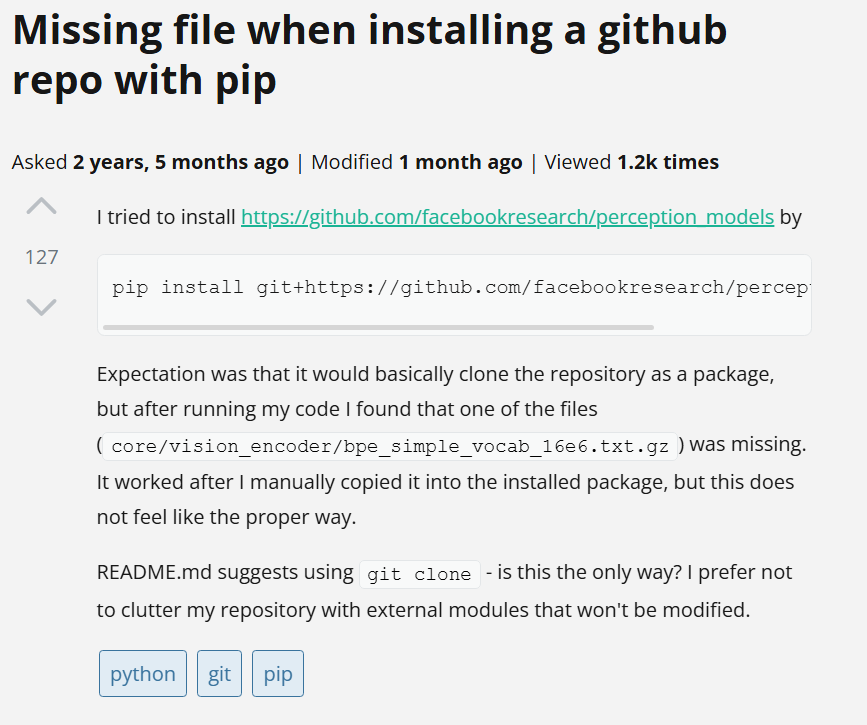 Missing file when installing a github
repo with pip
Asked 2 years, 5 months ago | Modified 1 month ago | Viewed 1.2k times
I tried to install https://github.com/facebookresearch/perception_models by
127
pip install git+https://github.com/facebookresearch/percep
Expectation was that it would basically clone the repository as a package,
but after running my code I found that one of the files
( core/vision_encoder/bpe_simple_vocab_16e6.txt.gz ) was missing.
It worked after I manually copied it into the installed package, but this does
not feel like the proper way.
README.md suggests using git clone - is this the only way? I prefer not
to clutter my repository with external modules that won't be modified.
python git pip